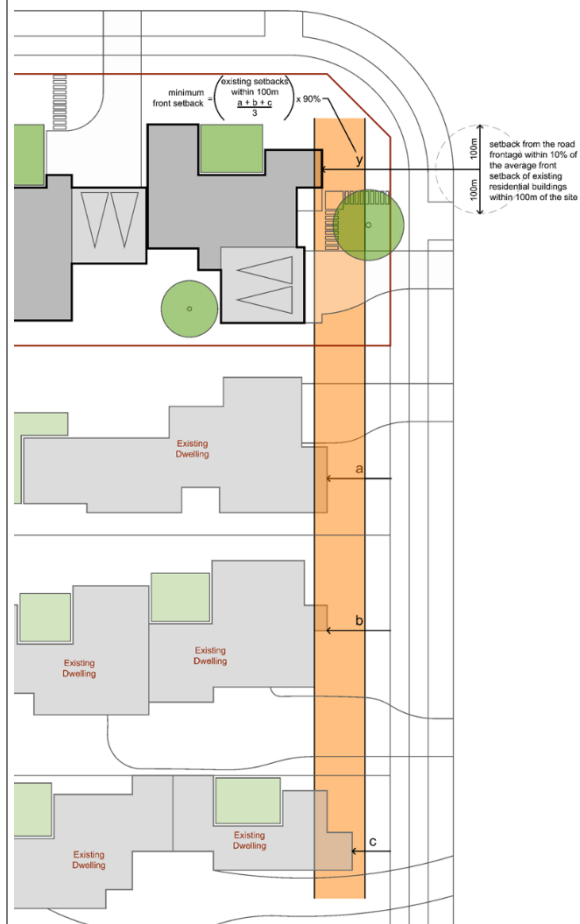 existing setbacks
within 100m
minimum
front setback
=
a + b + c
3
x 90%
y
100m
100m
setback from the road
frontage within 10% of
the average front
setback of existing
residential buildings
within 100m of the site
Existing
Dwelling
a
Existing
Dwelling
Existing
Dwelling
b
Existing
Dwelling
Existing
Dwelling
c